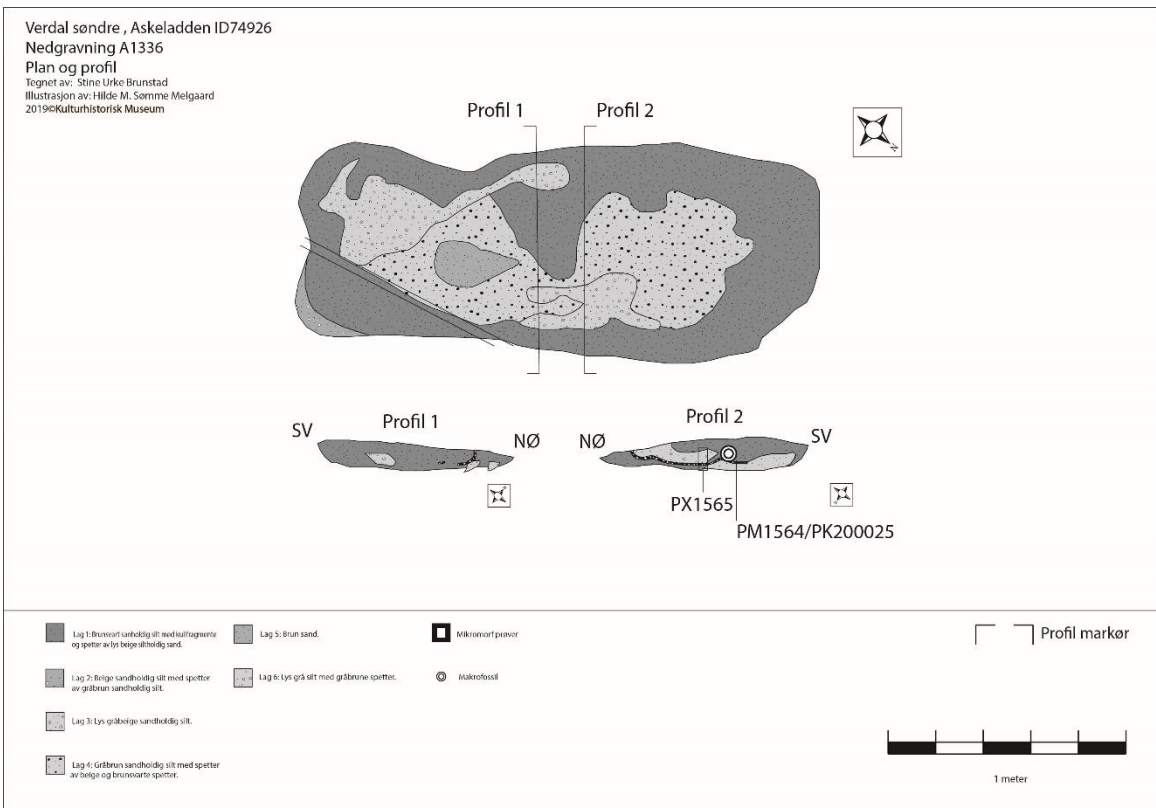 Verdal søndre , Askeladden ID74926
Nedgravning A1336
Plan og profil
Tegnet av: Stine Urke Brunstad
Illustrasjon av: Hilde M. Sømme Melgaard
2019©Kulturhistorisk Museum
Profil 1
Profil 2
N
SV
Profil 1
NØ
NØ
Profil 2
SV
PX1565
PM1564/PK200025
Lag 1: Brunsvart sanholdig silt med kullfragmente
og spetter av lys beige siltholdig sand.
Lag 2: Beige sandholdig silt med spetter
av gråbrun sandholdig silt.
Lag 3: Lys gråbeige sandholdig silt.
Lag 4: Gråbrun sandholdig silt med spetter
av beige og brunsvarte spetter.
Lag 5: Brun sand.
Lag 6: Lys grå silt med gråbrune spetter.
Mikromorf prøver
Makrofossil
Profil markør
1 meter